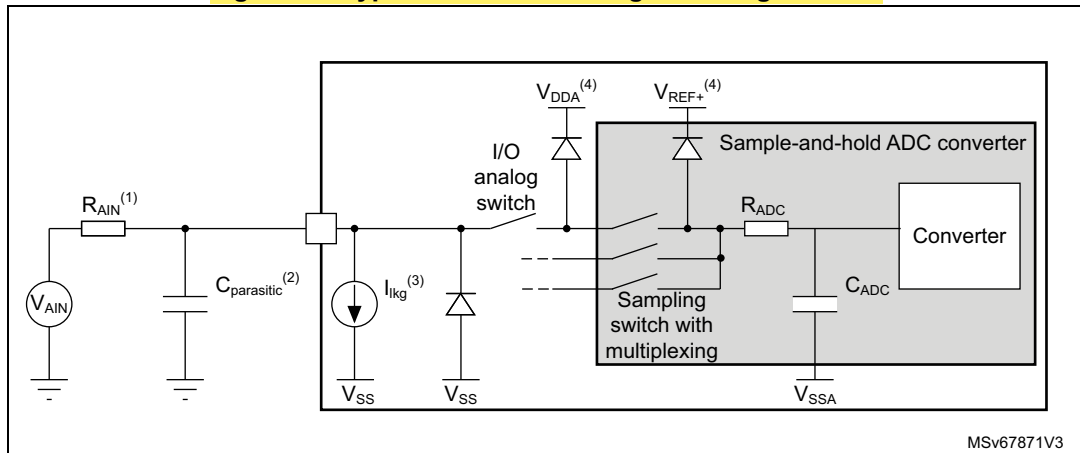 V_DDA^(4)
V_REF+^(4)
Sample-and-hold ADC converter
I/O
analog
switch
R_AIN^(1)
R_ADC
Converter
V_AIN
C_parasitic^(2)
I_lkg^(3)
C_ADC
Sampling
switch with
multiplexing
V_SS
V_SS
V_SSA
MSv67871V3